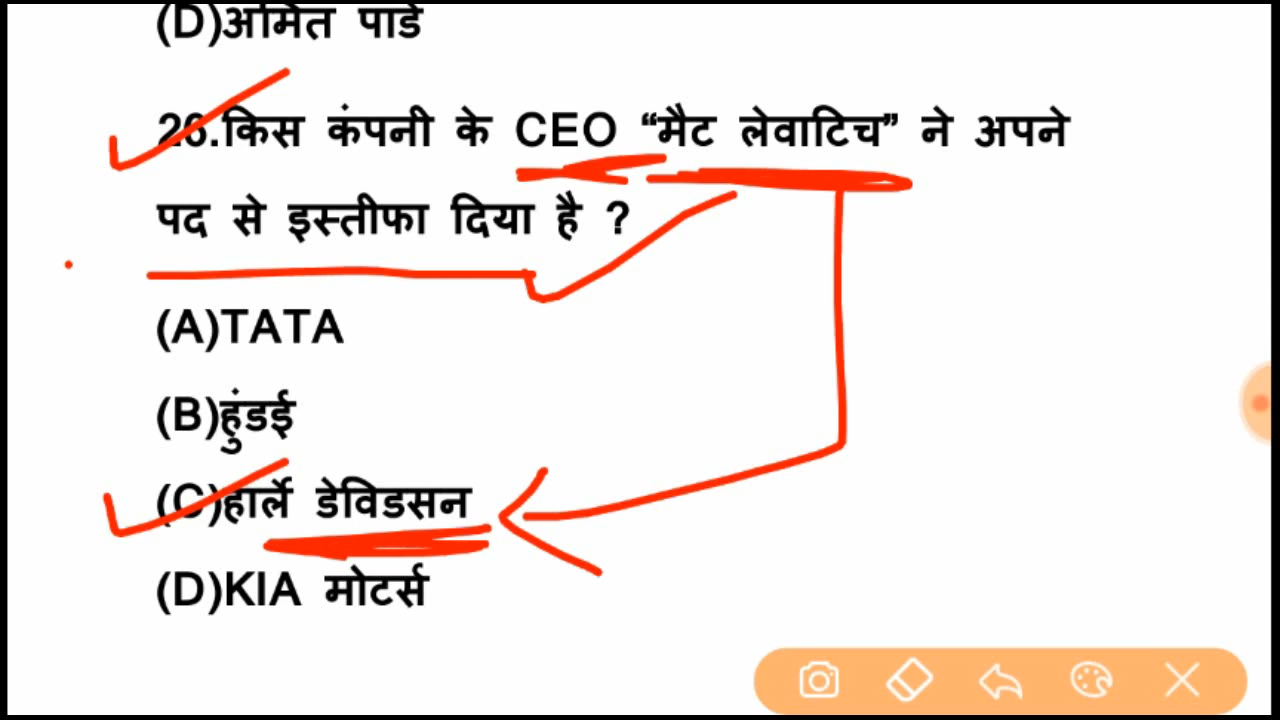 (D)अमित पांडे
26.किस कंपनी के CEO “मैट लेवाटिच” ने अपने
पद से इस्तीफा दिया है ?
(A)TATA
(B)हुंडई
(C)हार्ले डेविडसन
(D)KIA मोटर्स